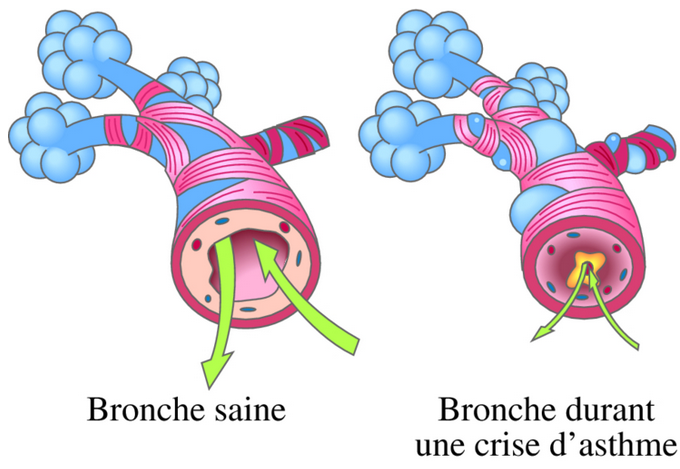 Bronche saine
Bronche durant
une crise d'asthme